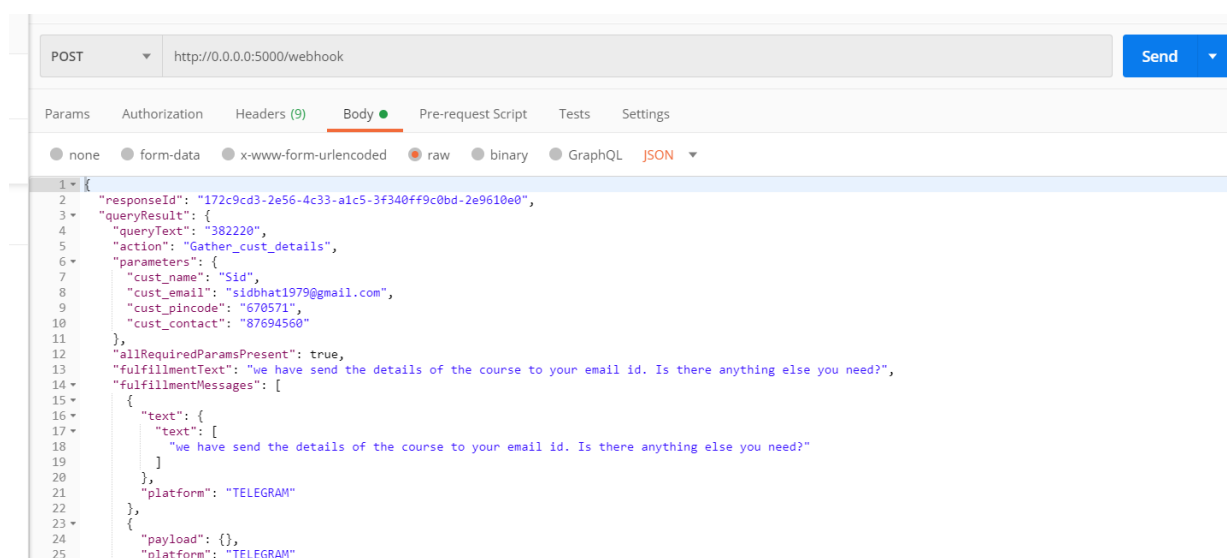 POST http://0.0.0.0:5000/webhook Send
Params Authorization Headers (9) Body Pre-request Script Tests Settings
none form-data x-www-form-urlencoded raw binary GraphQL JSON
1 {
2 "responseId": "172c9cd3-2e56-4c33-a1c5-3f340ff9c0bd-2e9610e0",
3 "queryResult": {
4 "queryText": "382220",
5 "action": "Gather_cust_details",
6 "parameters": {
7 "cust_name": "Sid",
8 "cust_email": "sidbhat1979@gmail.com",
9 "cust_pincode": "670571",
10 "cust_contact": "87694560"
11 },
12 "allRequiredParamsPresent": true,
13 "fulfillmentText": "we have send the details of the course to your email id. Is there anything else you need?",
14 "fulfillmentMessages": [
15 {
16 "text": {
17 "text": [
18 "we have send the details of the course to your email id. Is there anything else you need?"
19 ]
20 },
21 "platform": "TELEGRAM"
22 },
23 {
24 "payload": {},
25 "platform": "TELEGRAM"